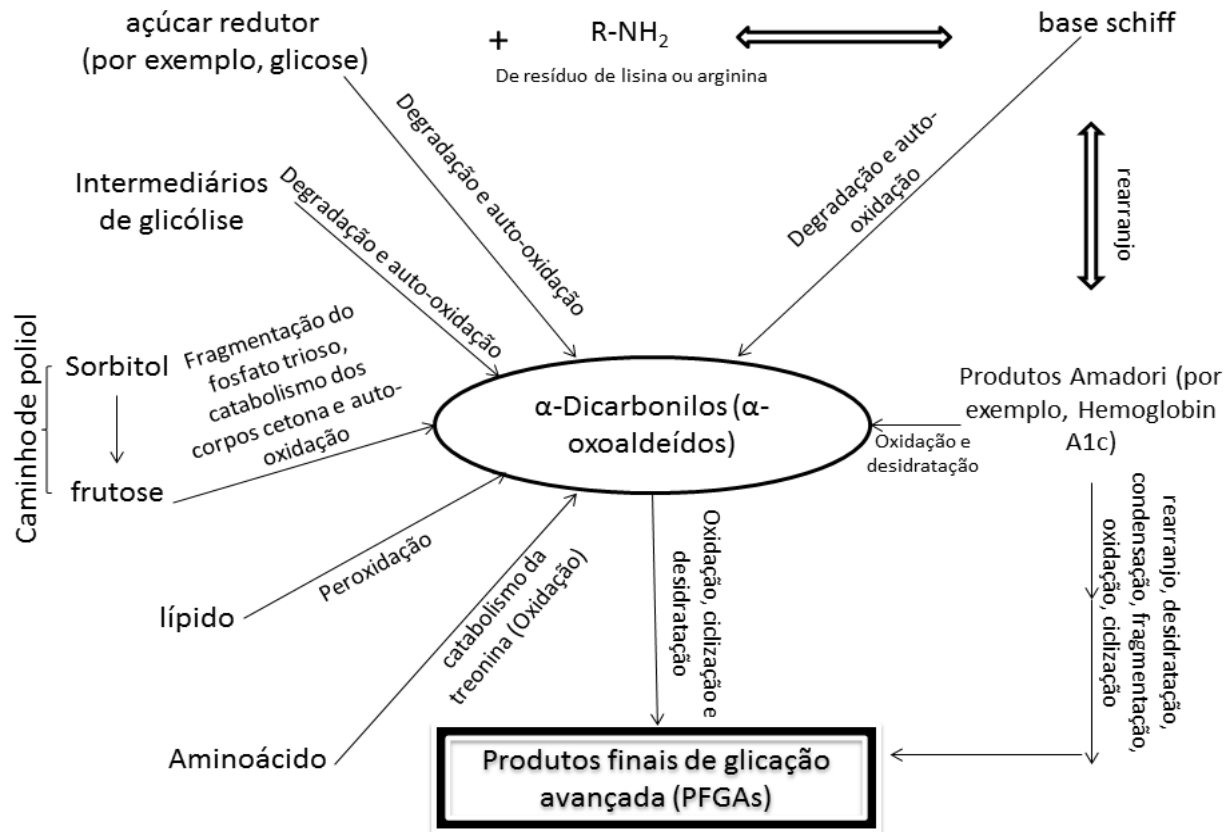 açúcar redutor
(por exemplo, glicose)
+
R-NH₂
De resíduo de lisina ou arginina
base schiff
Degradação e auto-oxidação
Degradação e auto-
oxidação
rearranjo
Intermediários
de glicólise
Degradação e auto-oxidação
Caminho de poliol
Sorbitol
frutose
Fragmentação do
fosfato trioso,
catabolismo dos
corpos cetona e auto-
oxidação
α-Dicarbonilos (α-
oxoaldeídos)
Produtos Amadori (por
exemplo, Hemoglobin
A1c)
Oxidação e
desidratação
lípido
Peroxidação
Aminoácido
catabolismo da
treonina (Oxidação)
Oxidação, ciclização e
desidratação
rearranjo, desidratação,
condensação, fragmentação,
oxidação, ciclização
Produtos finais de glicação
avançada (PFGAs)